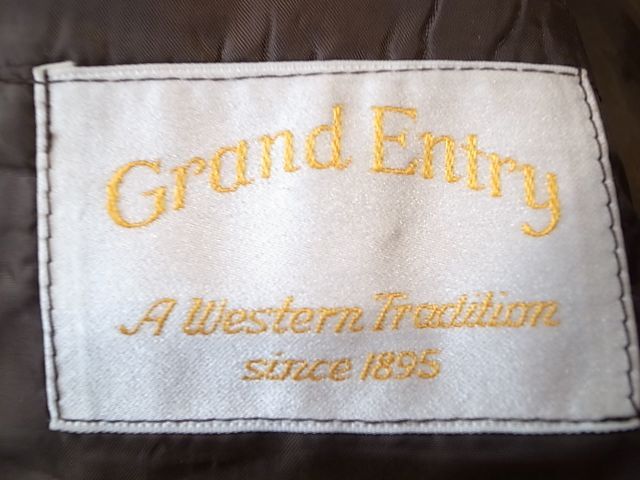 Grand Entry
A Western Tradition
since 1895